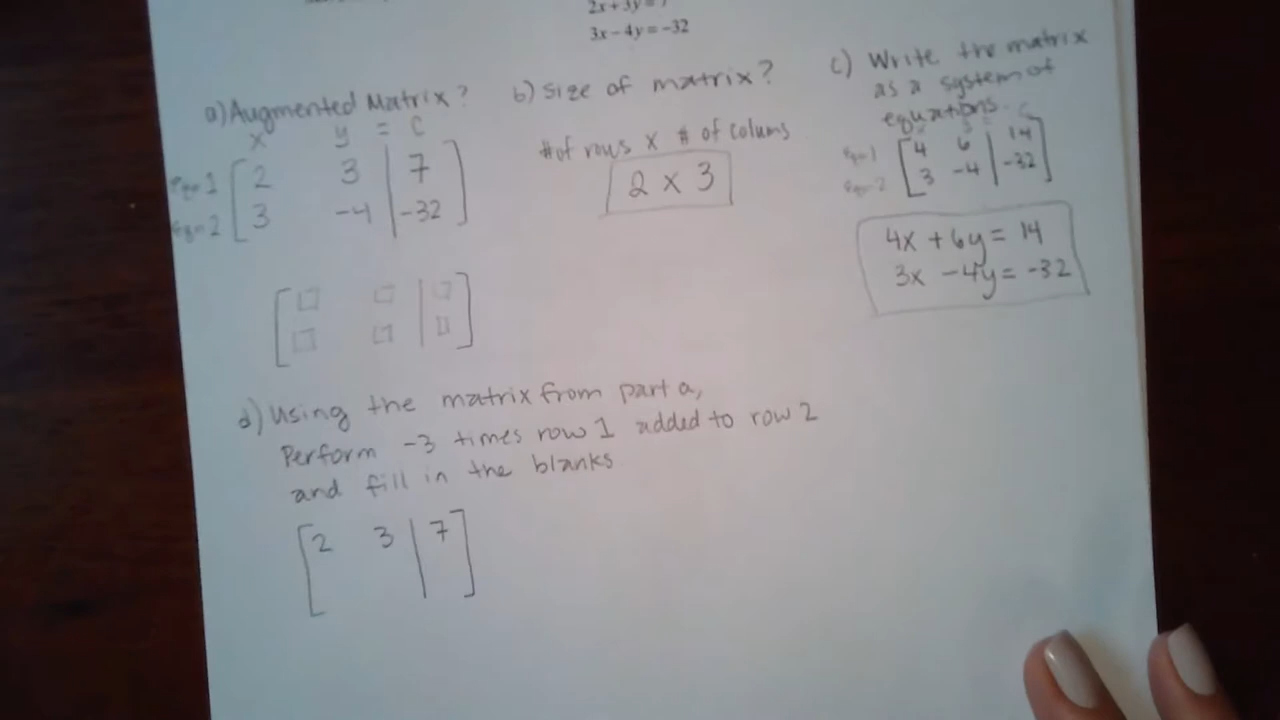 2x+3y=7
3x-4y=-32
a) Augmented Matrix?
x y = c
eq=1 [2 3 | 7]
eq=2 [3 -4 | -32]
[□ □ | □]
[□ □ | □]
b) Size of matrix?
# of rows x # of colums
2 x 3
c) Write the matrix
as a system of
equations.
eq=1 [4 6 | 14]
eq=2 [3 -4 | -32]
4x + 6y = 14
3x - 4y = -32
d) Using the matrix from part a,
Perform -3 times row 1 added to row 2
and fill in the blanks
[2 3 | 7]